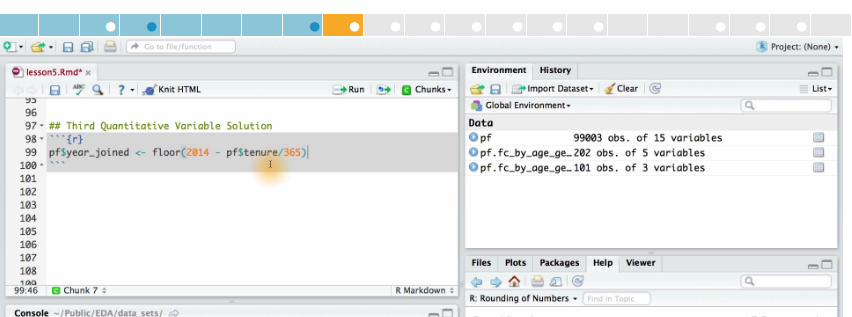 Go to file/function
Project: (None)
lesson5.Rmd*
ABC
?
Knit HTML
Run
Chunks
95
96
97 ## Third Quantitative Variable Solution
98 ```{r}
99 pf$year_joined <- floor(2014 - pf$tenure/365)
100 ```
101
102
103
104
105
106
107
108
109
99:46
Chunk 7
R Markdown
Console ~/Public/EDA/data_sets/
Environment
History
Import Dataset
Clear
List
Global Environment
Data
pf 99003 obs. of 15 variables
pf.fc_by_age_ge… 202 obs. of 5 variables
pf.fc_by_age_ge… 101 obs. of 3 variables
Files
Plots
Packages
Help
Viewer
R: Rounding of Numbers
Find in Topic